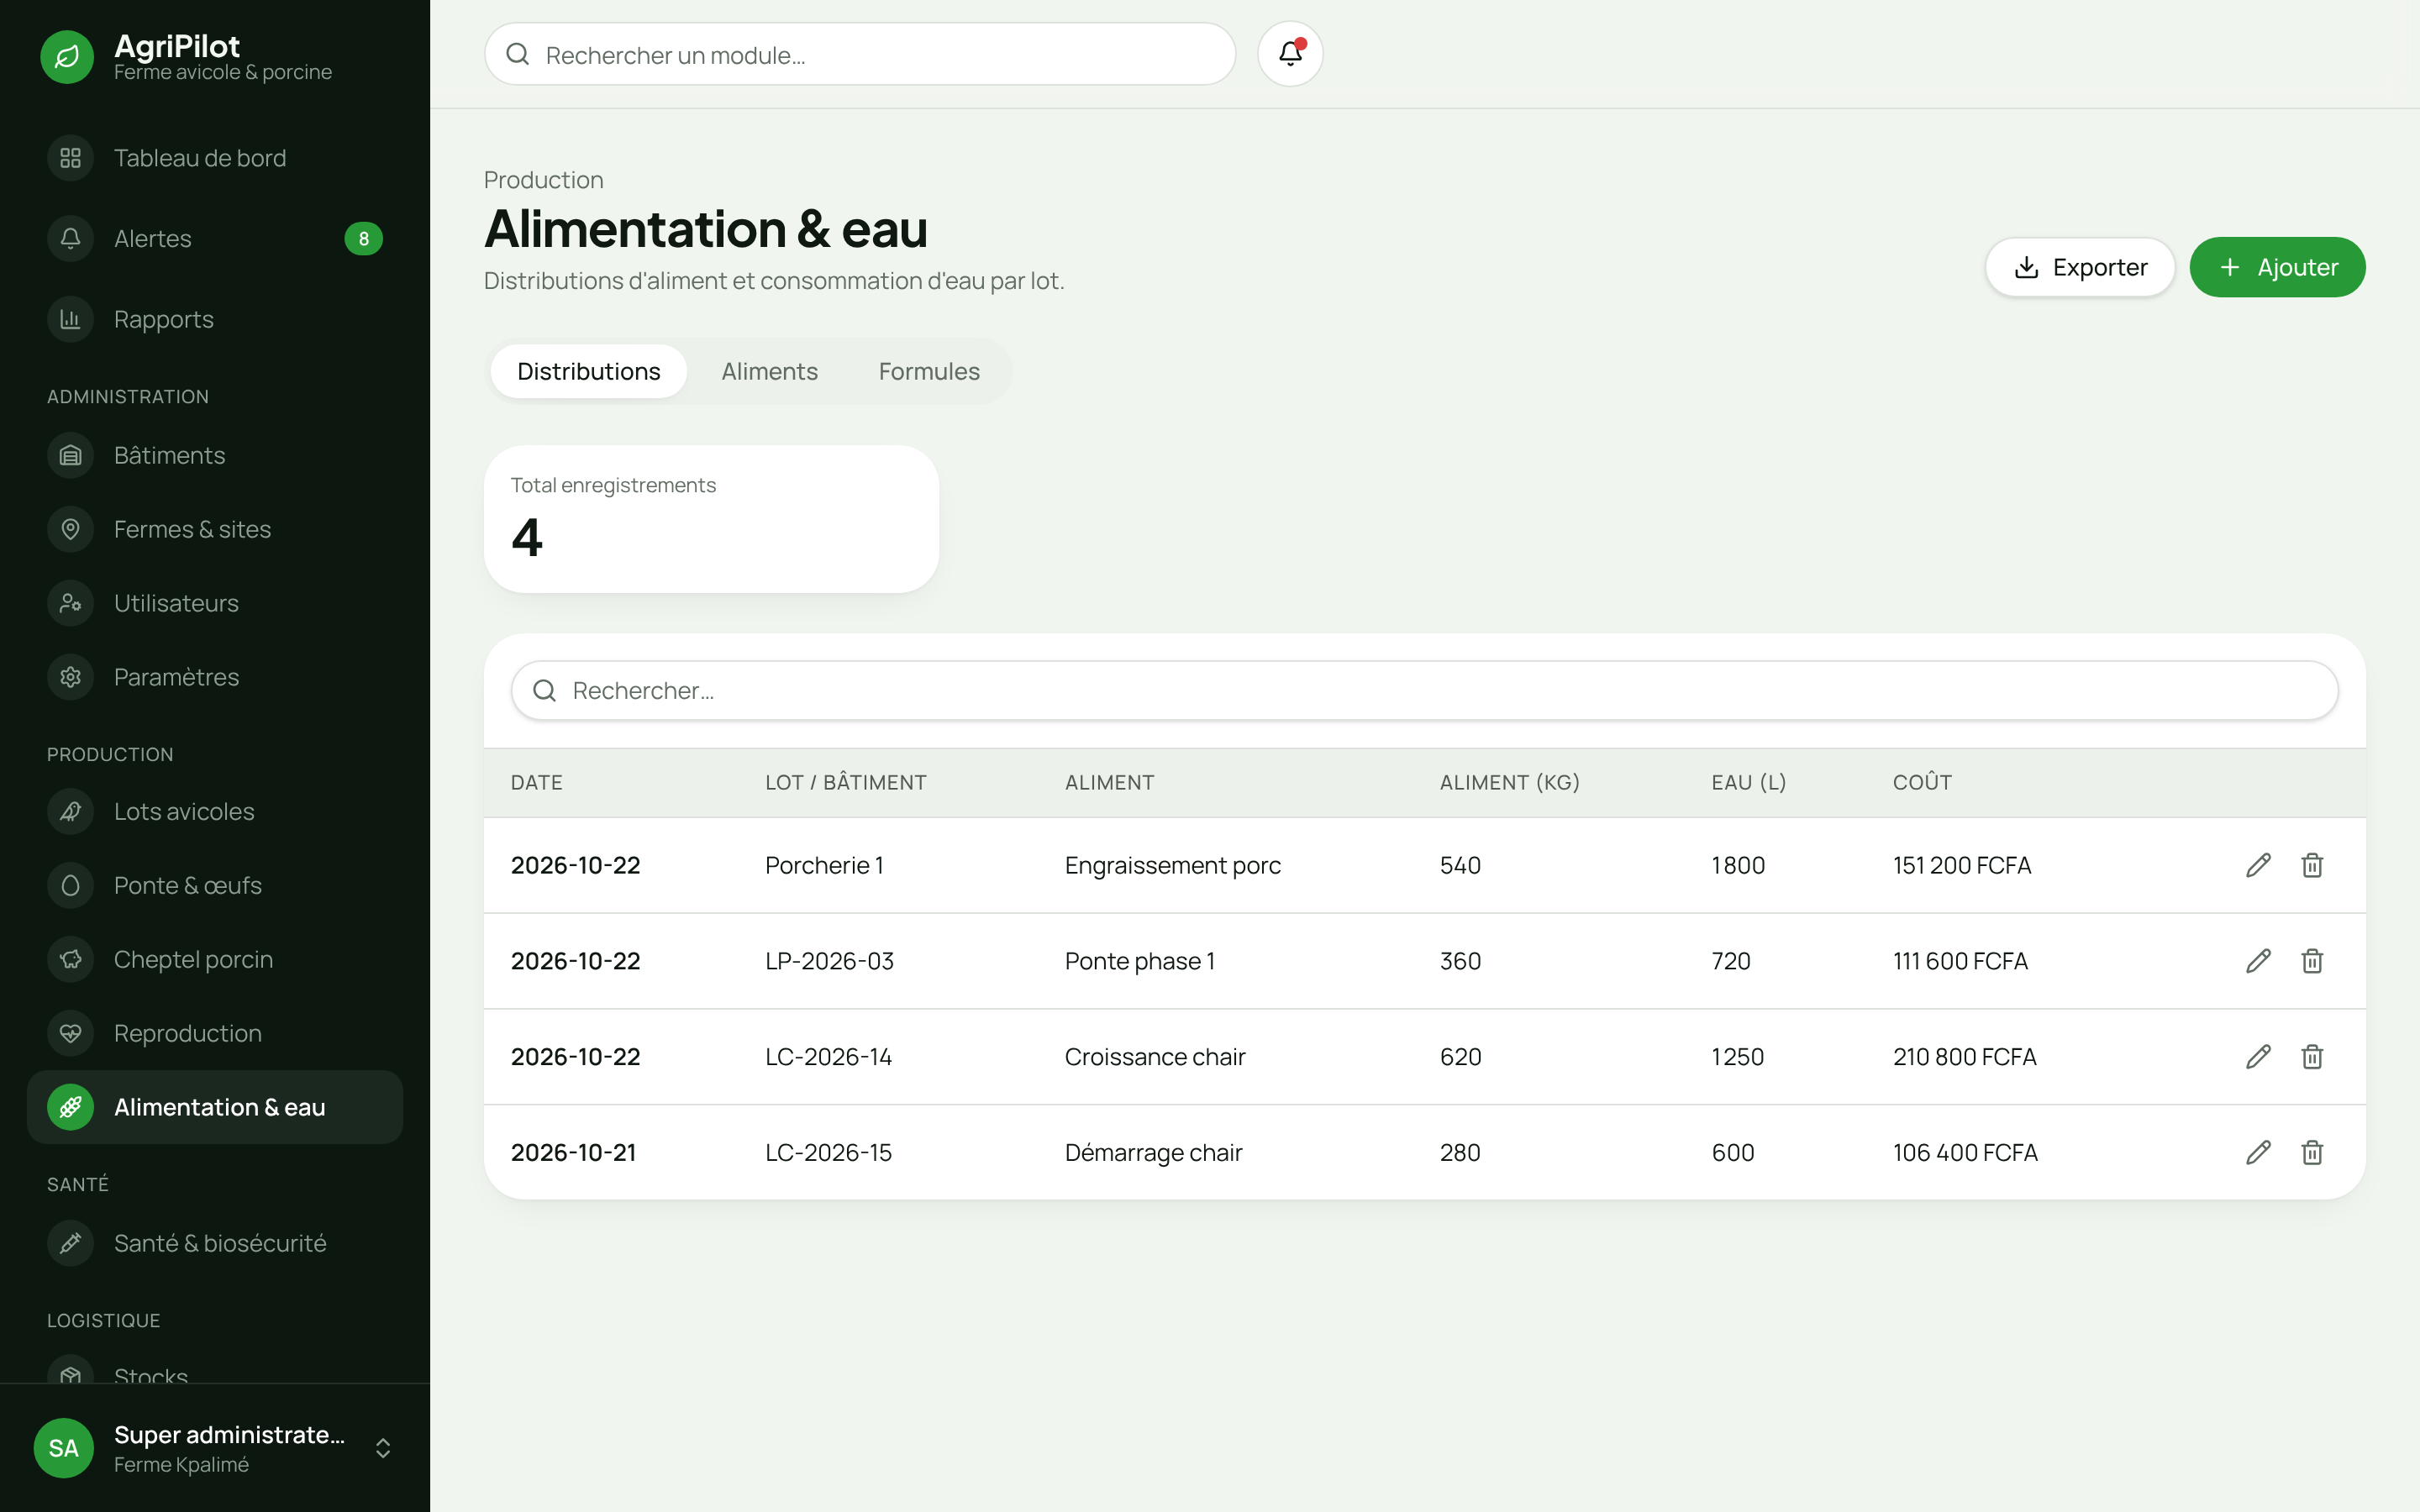 AgriPilot
Ferme avicole & porcine
Tableau de bord
Alertes 8
Rapports
ADMINISTRATION
Bâtiments
Fermes & sites
Utilisateurs
Paramètres
PRODUCTION
Lots avicoles
Ponte & œufs
Cheptel porcin
Reproduction
Alimentation & eau
SANTÉ
Santé & biosécurité
LOGISTIQUE
Stocks
SA
Super administrate...
Ferme Kpalimé
Rechercher un module...
Production
Alimentation & eau
Distributions d'aliment et consommation d'eau par lot.
Exporter
Ajouter
Distributions Aliments Formules
Total enregistrements
4
Rechercher...
DATE LOT / BÂTIMENT ALIMENT ALIMENT (KG) EAU (L) COÛT
2026-10-22 Porcherie 1 Engraissement porc 540 1 800 151 200 FCFA
2026-10-22 LP-2026-03 Ponte phase 1 360 720 111 600 FCFA
2026-10-22 LC-2026-14 Croissance chair 620 1 250 210 800 FCFA
2026-10-21 LC-2026-15 Démarrage chair 280 600 106 400 FCFA